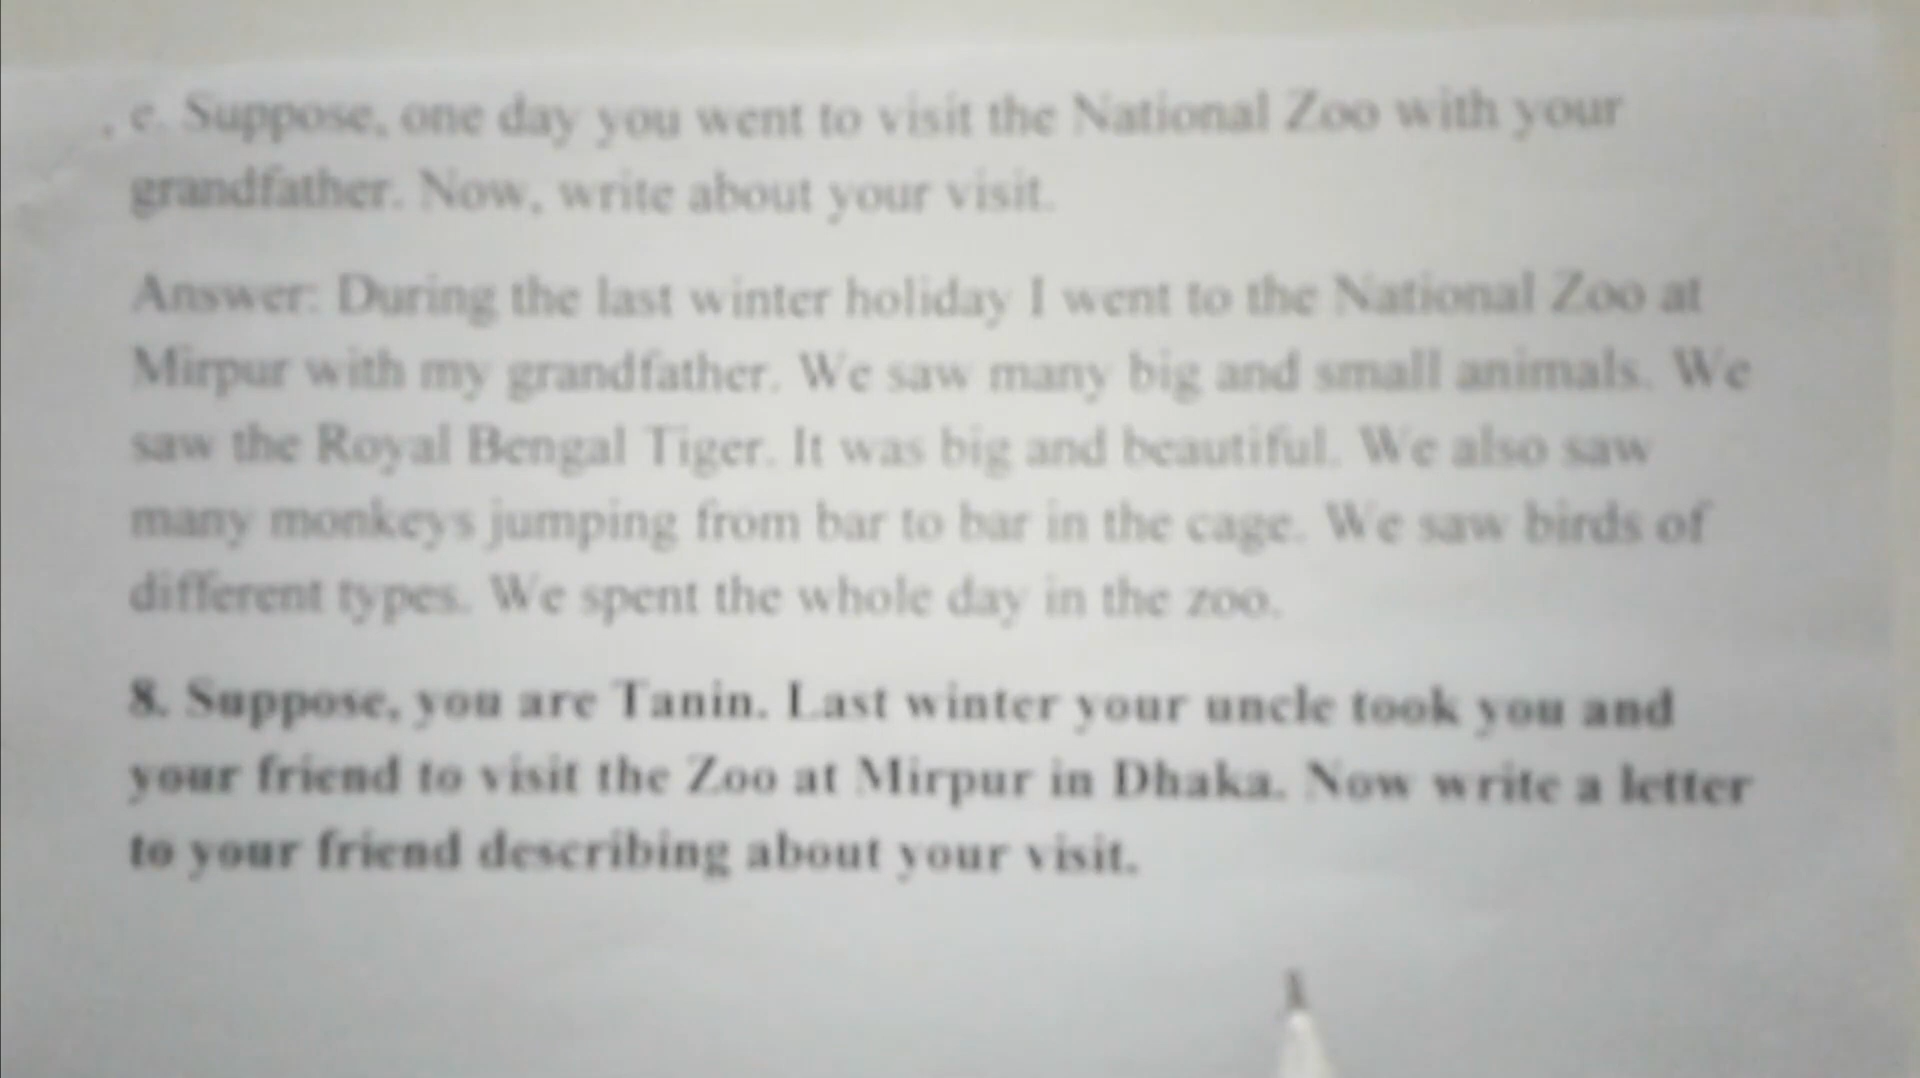 e. Suppose, one day you went to visit the National Zoo with your
grandfather. Now, write about your visit.
Answer: During the last winter holiday I went to the National Zoo at
Mirpur with my grandfather. We saw many big and small animals. We
saw the Royal Bengal Tiger. It was big and beautiful. We also saw
many monkeys jumping from bar to bar in the cage. We saw birds of
different types. We spent the whole day in the zoo.
8. Suppose, you are Tanin. Last winter your uncle took you and
your friend to visit the Zoo at Mirpur in Dhaka. Now write a letter
to your friend describing about your visit.